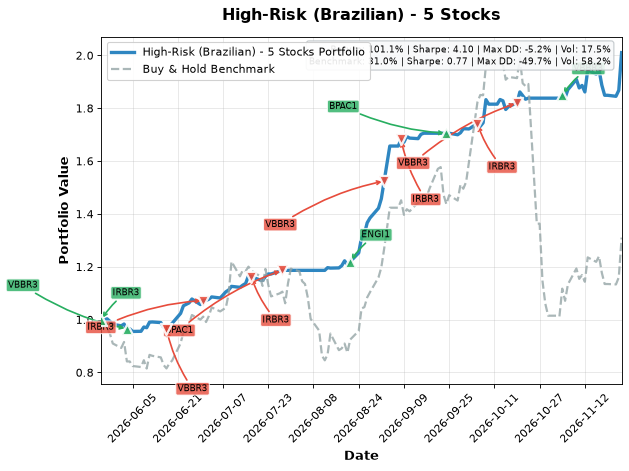 High-Risk (Brazilian) - 5 Stocks
High-Risk (Brazilian) - 5 Stocks Portfolio
Buy & Hold Benchmark
101.1% | Sharpe: 4.10 | Max DD: -5.2% | Vol: 17.5%
31.0% | Sharpe: 0.77 | Max DD: -49.7% | Vol: 58.2%
Portfolio Value
2.0
1.8
1.6
1.4
1.2
1.0
0.8
BPAC1
VBBR3
IRBR3
IRBR3
VBBR3
ENGI1
VBBR3
IRBR3
IRBR3
IRBR3
VBBR3
2026-06-05
2026-06-21
2026-07-07
2026-07-23
2026-08-08
2026-08-24
2026-09-09
2026-09-25
2026-10-11
2026-10-27
2026-11-12
Date